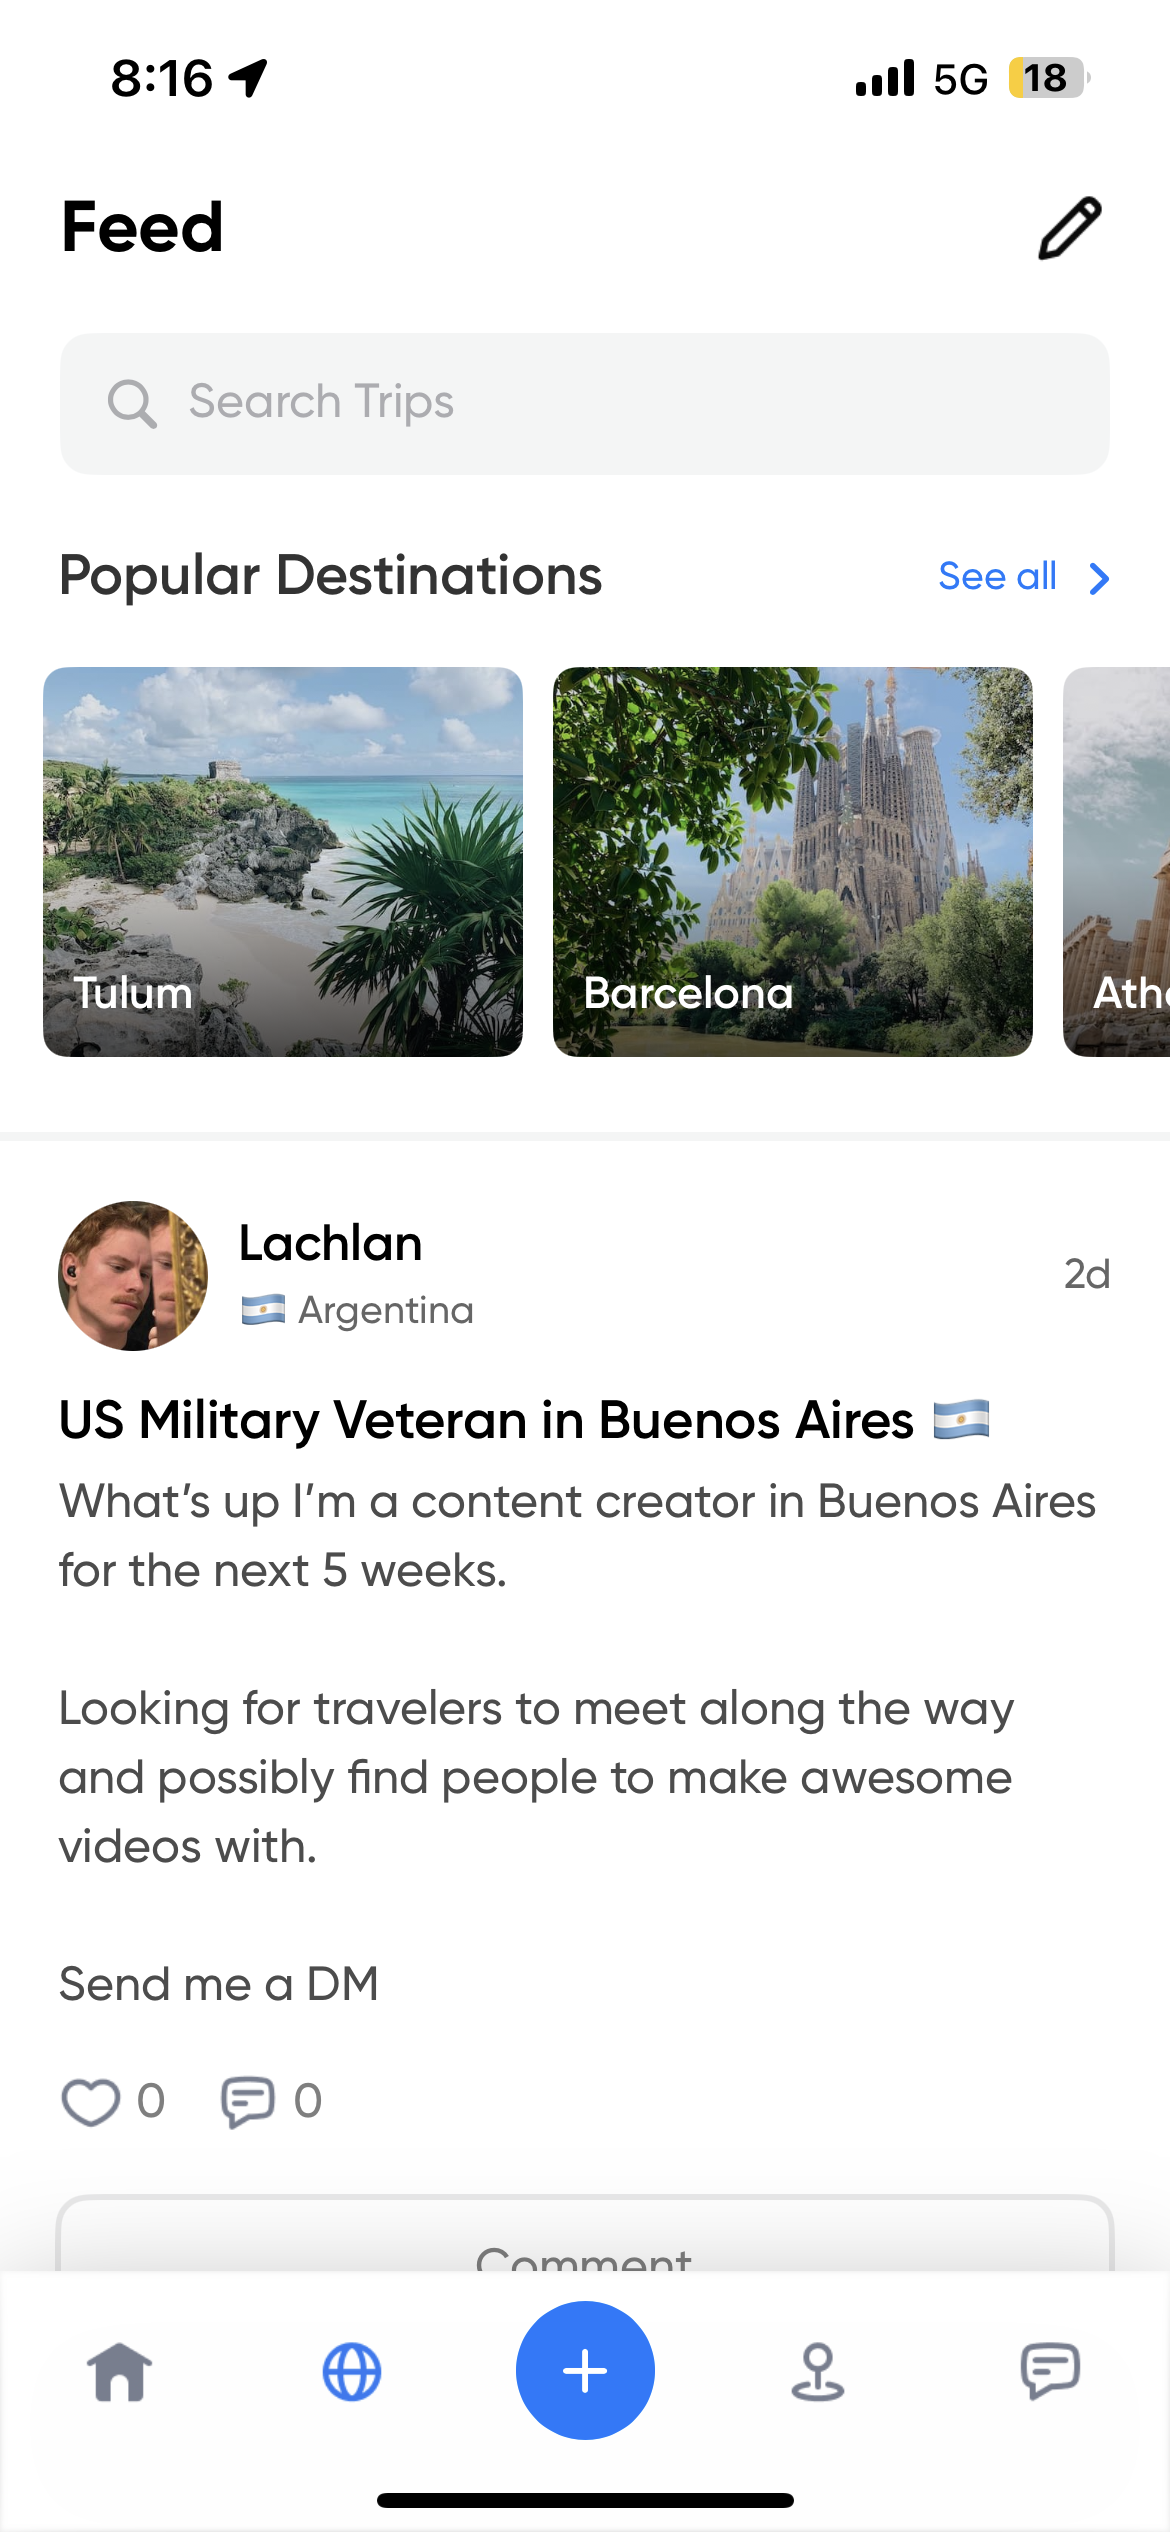 8:16
5G 18
Feed
Search Trips
Popular Destinations
See all
Tulum
Barcelona
Lachlan
2d
🇦🇷 Argentina
US Military Veteran in Buenos Aires 🇦🇷
What’s up I’m a content creator in Buenos Aires
for the next 5 weeks.
Looking for travelers to meet along the way
and possibly find people to make awesome
videos with.
Send me a DM
0 0
Comment